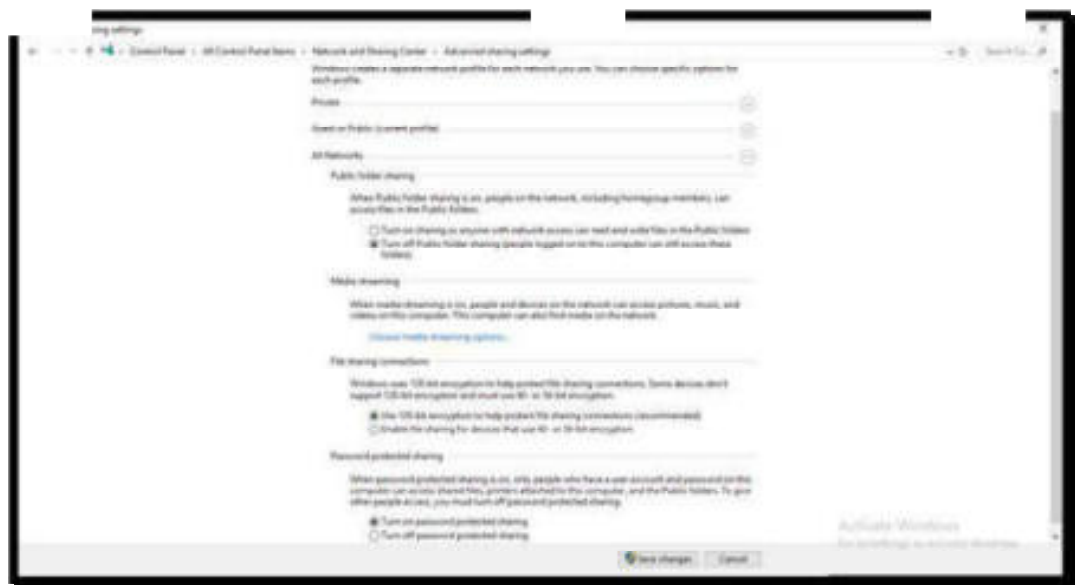 ing settings
Control Panel › All Control Panel Items › Network and Sharing Center › Advanced sharing settings
Windows creates a separate network profile for each network you use. You can choose specific options for
each profile.
Private
Guest or Public (current profile)
All Networks
Public folder sharing
When Public folder sharing is on, people on the network, including homegroup members, can
access files in the Public folders.
Turn on sharing so anyone with network access can read and write files in the Public folders
Turn off Public folder sharing (people logged on to this computer can still access these
folders)
Media streaming
When media streaming is on, people and devices on the network can access pictures, music, and
videos on this computer. This computer can also find media on the network.
Choose media streaming options...
File sharing connections
Windows uses 128-bit encryption to help protect file sharing connections. Some devices don't
support 128-bit encryption and must use 40- or 56-bit encryption.
Use 128-bit encryption to help protect file sharing connections (recommended)
Enable file sharing for devices that use 40- or 56-bit encryption
Password protected sharing
When password protected sharing is on, only people who have a user account and password on this
computer can access shared files, printers attached to this computer, and the Public folders. To give
other people access, you must turn off password protected sharing.
Turn on password protected sharing
Turn off password protected sharing
Activate Windows
Save changes Cancel